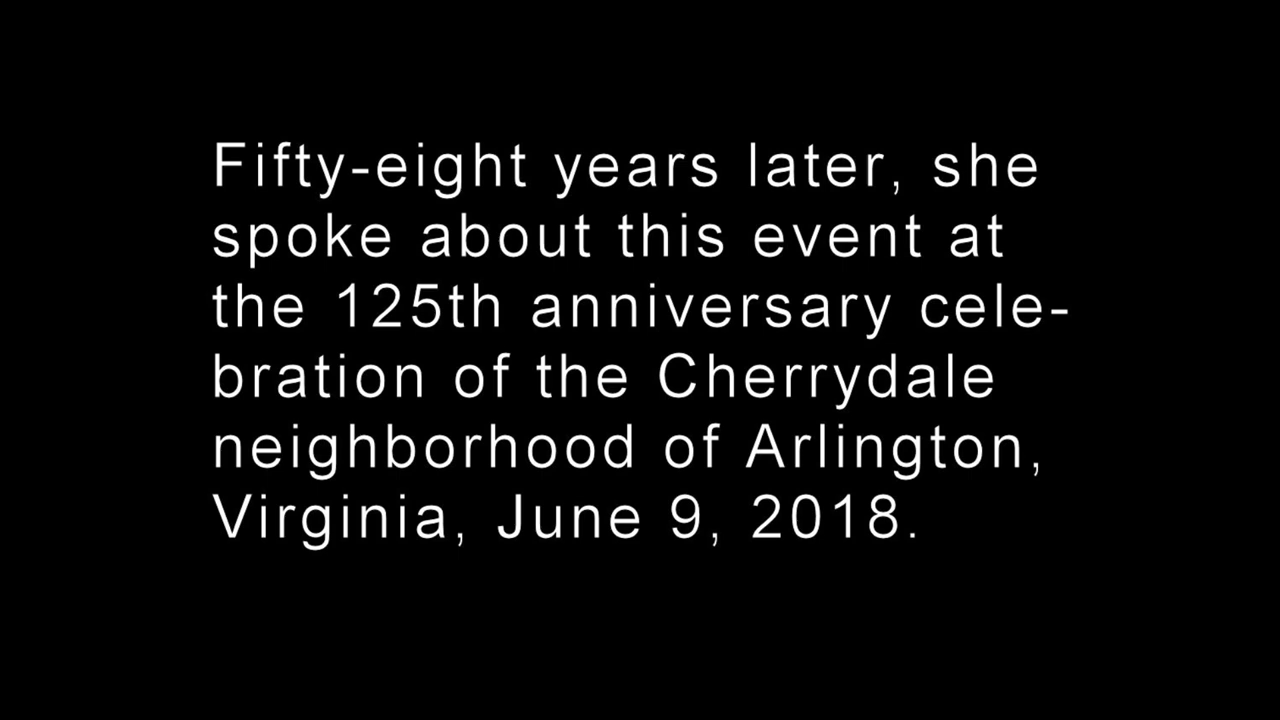 Fifty-eight years later, she
spoke about this event at
the 125th anniversary cele-
bration of the Cherrydale
neighborhood of Arlington,
Virginia, June 9, 2018.